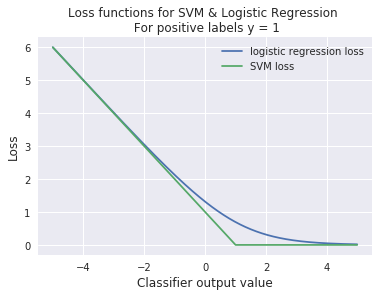 Loss functions for SVM & Logistic Regression
For positive labels y = 1
logistic regression loss
SVM loss
6
5
4
3
2
1
0
Loss
−4 −2 0 2 4
Classifier output value